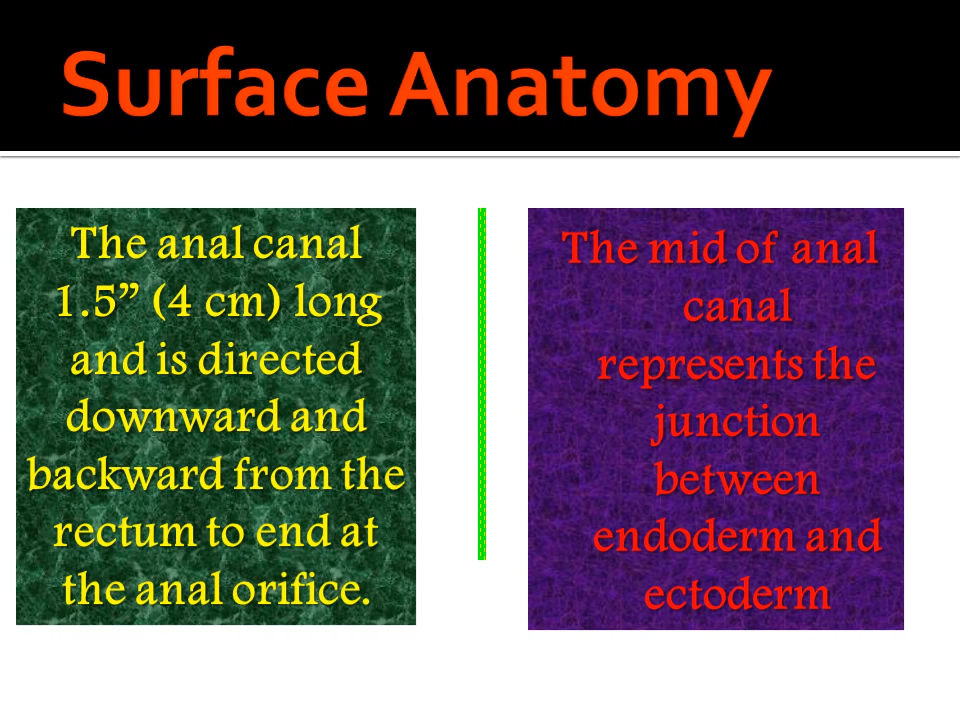 Surface Anatomy
The anal canal
1.5” (4 cm) long
and is directed
downward and
backward from the
rectum to end at
the anal orifice.
The mid of anal
canal
represents the
junction
between
endoderm and
ectoderm